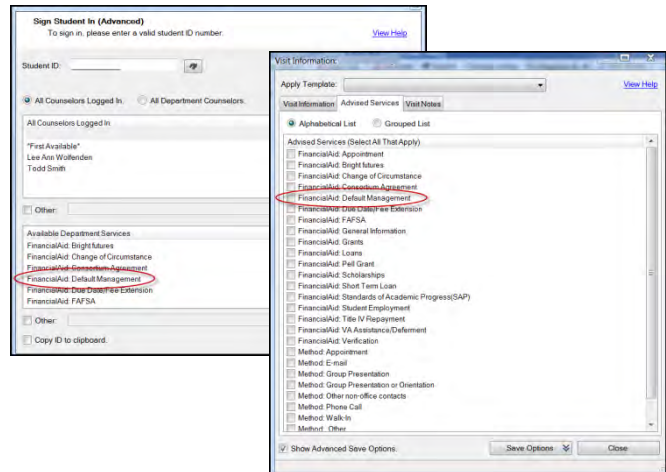 Sign Student In (Advanced)
To sign in, please enter a valid student ID number.
View Help
Student ID:
All Counselors Logged In.
All Department Counselors.
All Counselors Logged In
*First Available*
Lee Ann Wolfenden
Todd Smith
Other:
Available Department Services
FinancialAid: Bright futures
FinancialAid: Change of Circumstance
FinancialAid: Consortium Agreement
FinancialAid: Default Management
FinancialAid: Due Date/Fee Extension
FinancialAid: FAFSA
Other:
Copy ID to clipboard.
Visit Information:
Apply Template:
View Help
Visit Information
Advised Services
Visit Notes
Alphabetical List
Grouped List
Advised Services (Select All That Apply)
FinancialAid: Appointment
FinancialAid: Bright futures
FinancialAid: Change of Circumstance
FinancialAid: Consortium Agreement
FinancialAid: Default Management
FinancialAid: Due Date/Fee Extension
FinancialAid: FAFSA
FinancialAid: General Information
FinancialAid: Grants
FinancialAid: Loans
FinancialAid: Pell Grant
FinancialAid: Scholarships
FinancialAid: Short Term Loan
FinancialAid: Standards of Academic Progress(SAP)
FinancialAid: Student Employment
FinancialAid: Title IV Repayment
FinancialAid: VA Assistance/Deferment
FinancialAid: Verification
Method: Appointment
Method: E-mail
Method: Group Presentation
Method: Group Presentation or Orientation
Method: Other non-office contacts
Method: Phone Call
Method: Walk-In
Method: Other
Show Advanced Save Options.
Save Options
Close